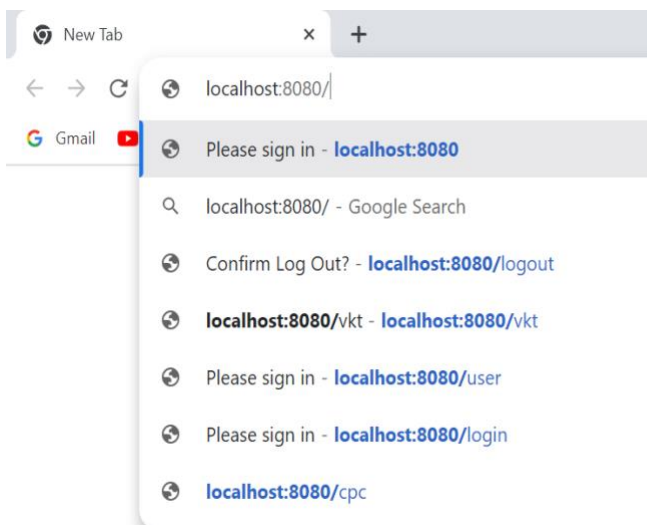 New Tab
localhost:8080/
Gmail
Please sign in - localhost:8080
localhost:8080/ - Google Search
Confirm Log Out? - localhost:8080/logout
localhost:8080/vkt - localhost:8080/vkt
Please sign in - localhost:8080/user
Please sign in - localhost:8080/login
localhost:8080/cpc